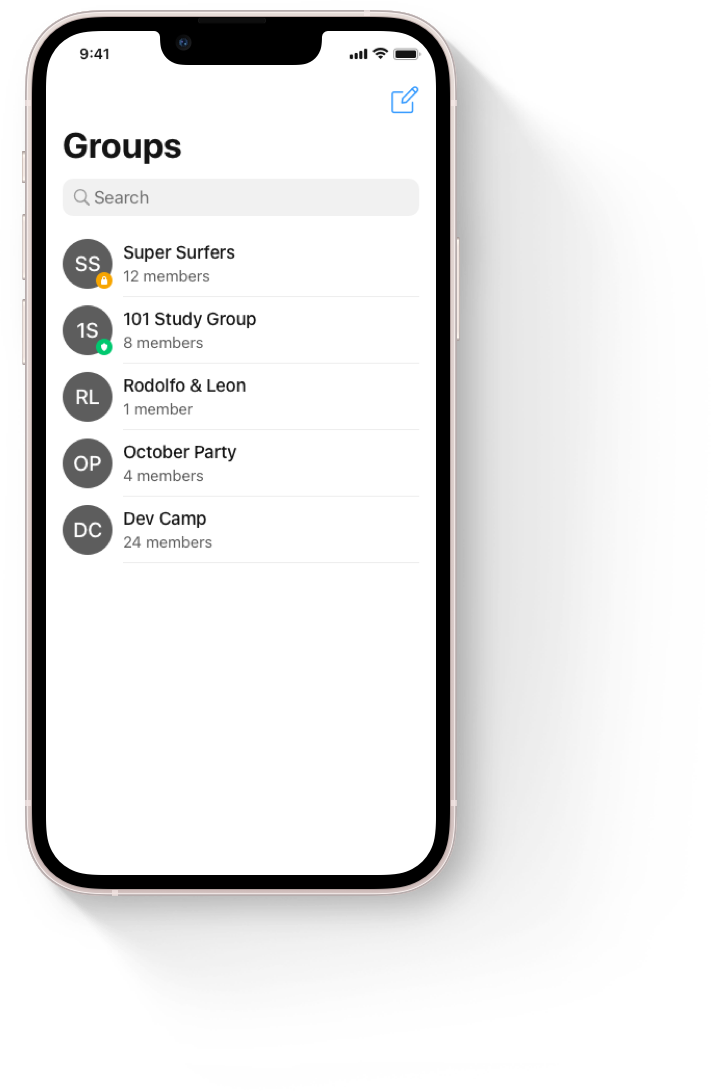 9:41
Groups
Search
SS
Super Surfers
12 members
1S
101 Study Group
8 members
RL
Rodolfo & Leon
1 member
OP
October Party
4 members
DC
Dev Camp
24 members